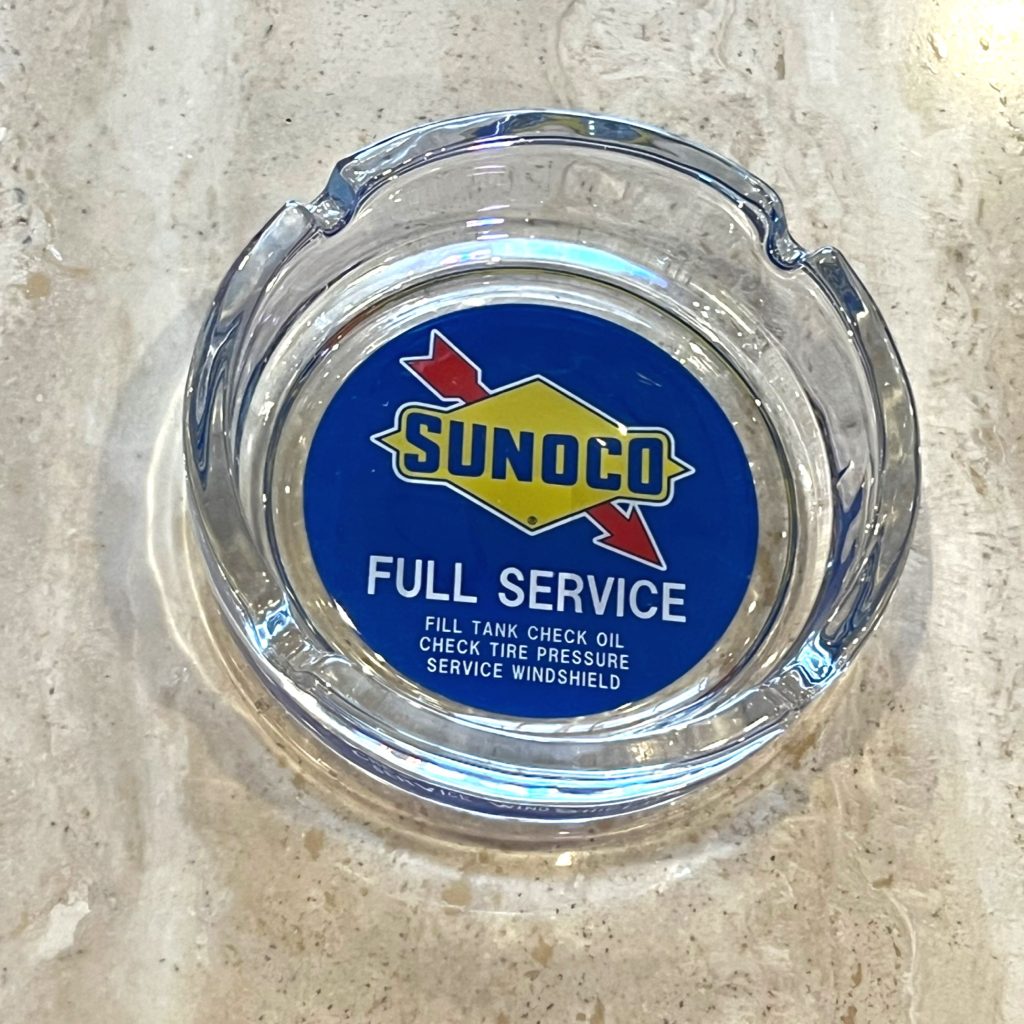 SUNOCO
®
FULL SERVICE
FILL TANK CHECK OIL
CHECK TIRE PRESSURE
SERVICE WINDSHIELD